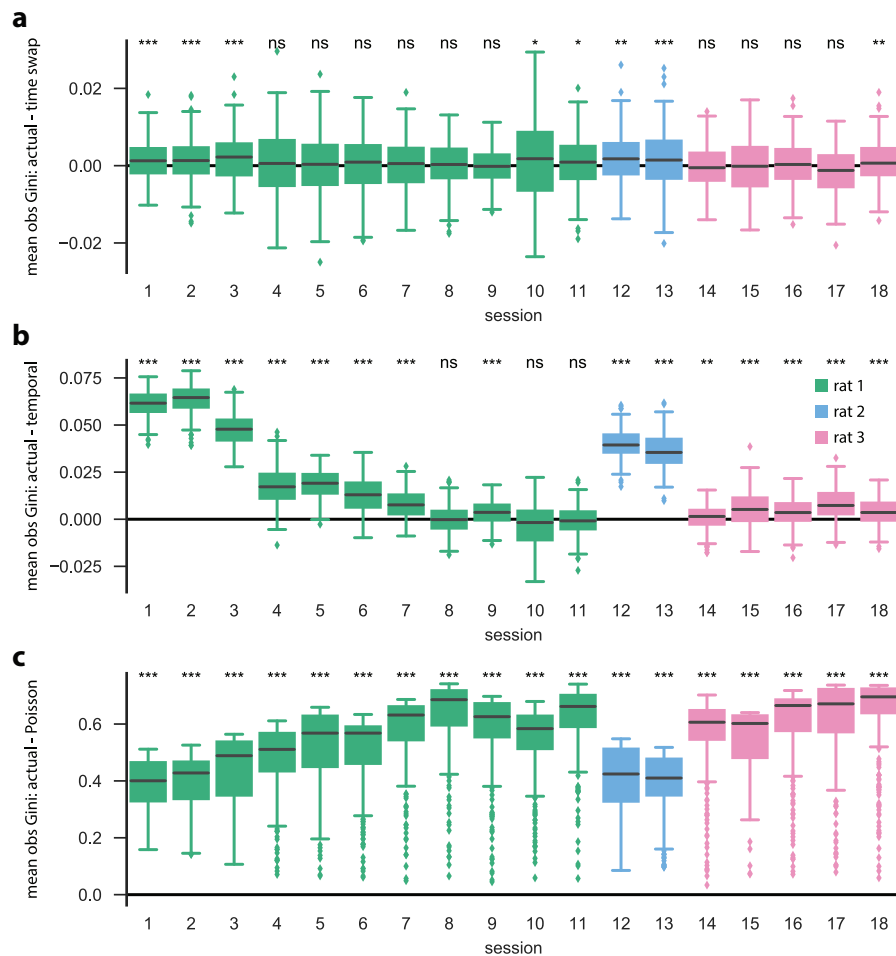 a
mean obs Gini: actual - time swap
*** *** *** ns ns ns ns ns ns * * ** *** ns ns ns ns **
0.02
0.00
−0.02
1 2 3 4 5 6 7 8 9 10 11 12 13 14 15 16 17 18
session
b
mean obs Gini: actual - temporal
*** *** *** *** *** *** *** ns *** ns ns *** *** ** *** *** *** ***
0.075
0.050
0.025
0.000
−0.025
rat 1
rat 2
rat 3
1 2 3 4 5 6 7 8 9 10 11 12 13 14 15 16 17 18
session
c
mean obs Gini: actual - Poisson
*** *** *** *** *** *** *** *** *** *** *** *** *** *** *** *** *** ***
0.6
0.4
0.2
0.0
1 2 3 4 5 6 7 8 9 10 11 12 13 14 15 16 17 18
session